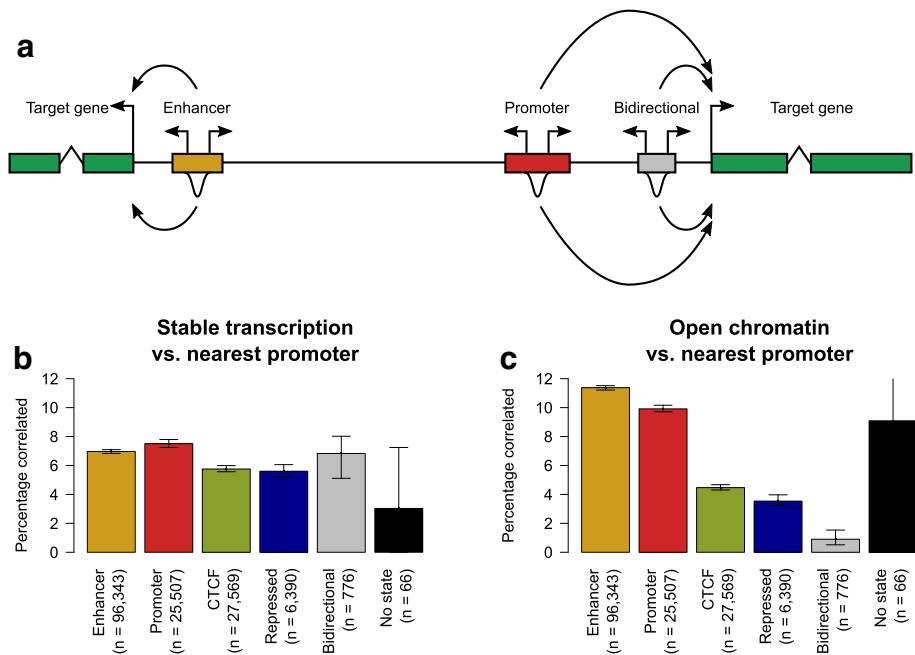 a
Target gene
Enhancer
Promoter
Bidirectional
Target gene
b
Stable transcription
vs. nearest promoter
Percentage correlated
12
10
8
6
4
2
0
Enhancer
(n = 96,343)
Promoter
(n = 25,507)
CTCF
(n = 27,569)
Repressed
(n = 6,390)
Bidirectional
(n = 776)
No state
(n = 66)
c
Open chromatin
vs. nearest promoter
Percentage correlated
12
10
8
6
4
2
0
Enhancer
(n = 96,343)
Promoter
(n = 25,507)
CTCF
(n = 27,569)
Repressed
(n = 6,390)
Bidirectional
(n = 776)
No state
(n = 66)